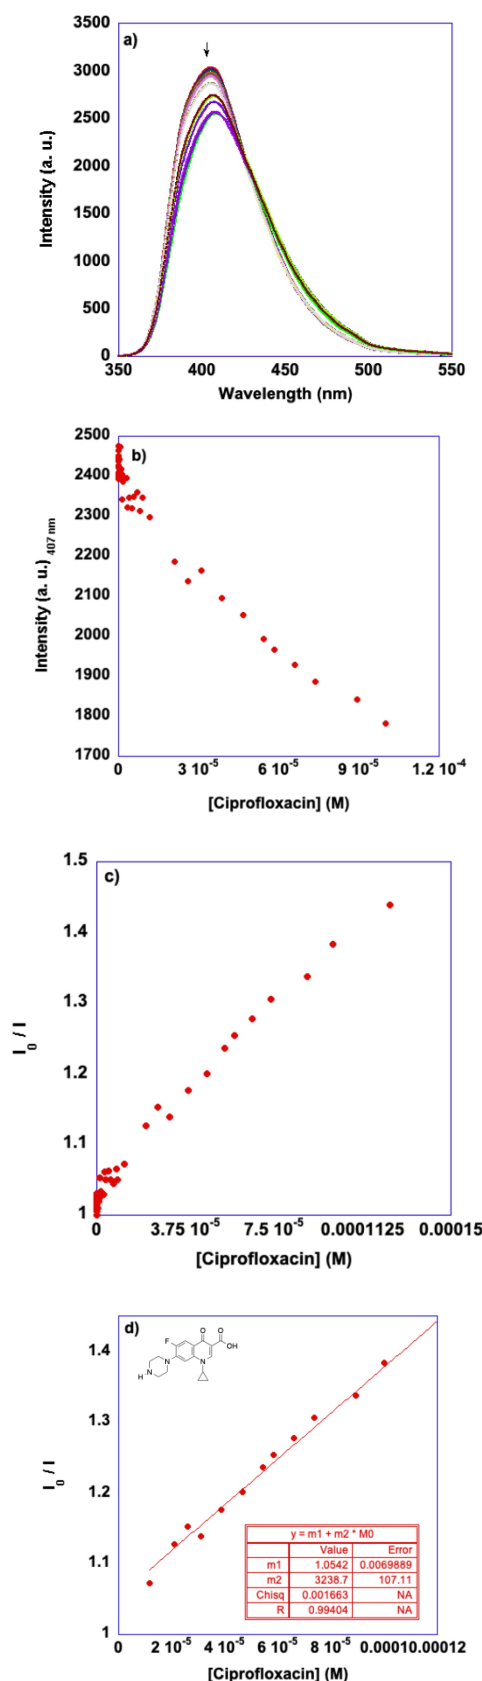 a)
3500
3000
2500
2000
1500
1000
500
0
Intensity (a. u.)
350 400 450 500 550
Wavelength (nm)
b)
2500
2400
2300
2200
2100
2000
1900
1800
1700
Intensity (a. u.) 407 nm
0 3 10-5 6 10-5 9 10-5 1.2 10-4
[Ciprofloxacin] (M)
c)
1.5
1.4
1.3
1.2
1.1
1
I0 / I
0 3.75 10-5 7.5 10-5 0.0001125 0.00015
[Ciprofloxacin] (M)
d)
O O
F OH
N N
H N
1.4
1.3
1.2
1.1
1
I0 / I
y = m1 + m2 * M0
Value Error
m1 1.0542 0.0069889
m2 3238.7 107.11
Chisq 0.001663 NA
R 0.99404 NA
0 2 10-5 4 10-5 6 10-5 8 10-5 0.0001 0.00012
[Ciprofloxacin] (M)